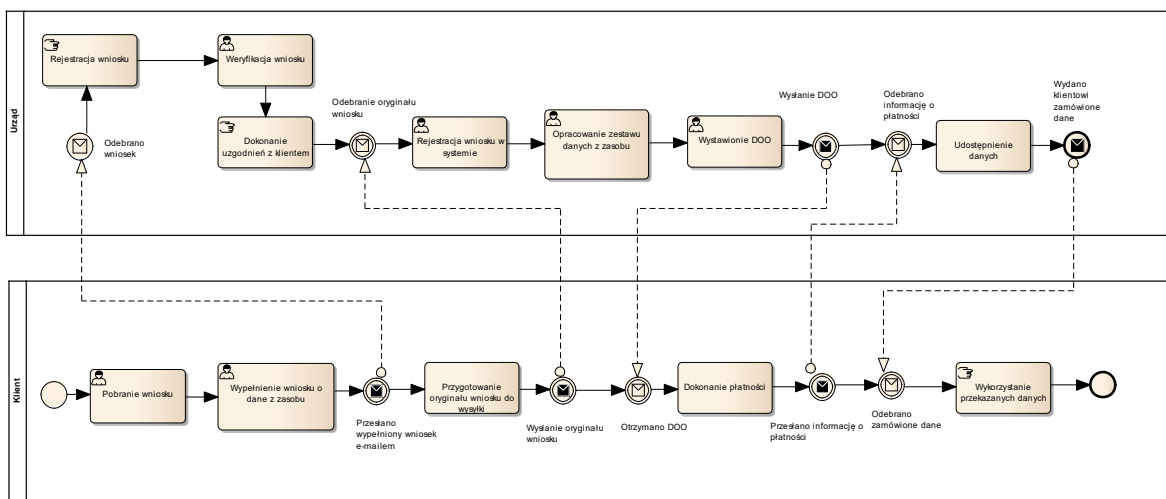 Urząd
Rejestracja wniosku
Weryfikacja wniosku
Odebrano
wniosek
Dokonanie
uzgodnień z klientem
Odebranie oryginału
wniosku
Rejestracja wniosku w
systemie
Opracowanie zestawu
danych z zasobu
Wystawienie DOO
Wysłanie DOO
Odebrano
informację o
płatności
Udostępnienie
danych
Wydano
klientowi
zamówione
dane
Klient
Pobranie wniosku
Wypełnienie wniosku o
dane z zasobu
Przesłano
wypełniony wniosek
e-mailem
Przygotowanie
oryginału wniosku do
wysyłki
Wysłanie oryginału
wniosku
Otrzymano DOO
Dokonanie płatności
Przesłano informację o
płatności
Odebrano
zamówione dane
Wykorzystanie
przekazanych danych